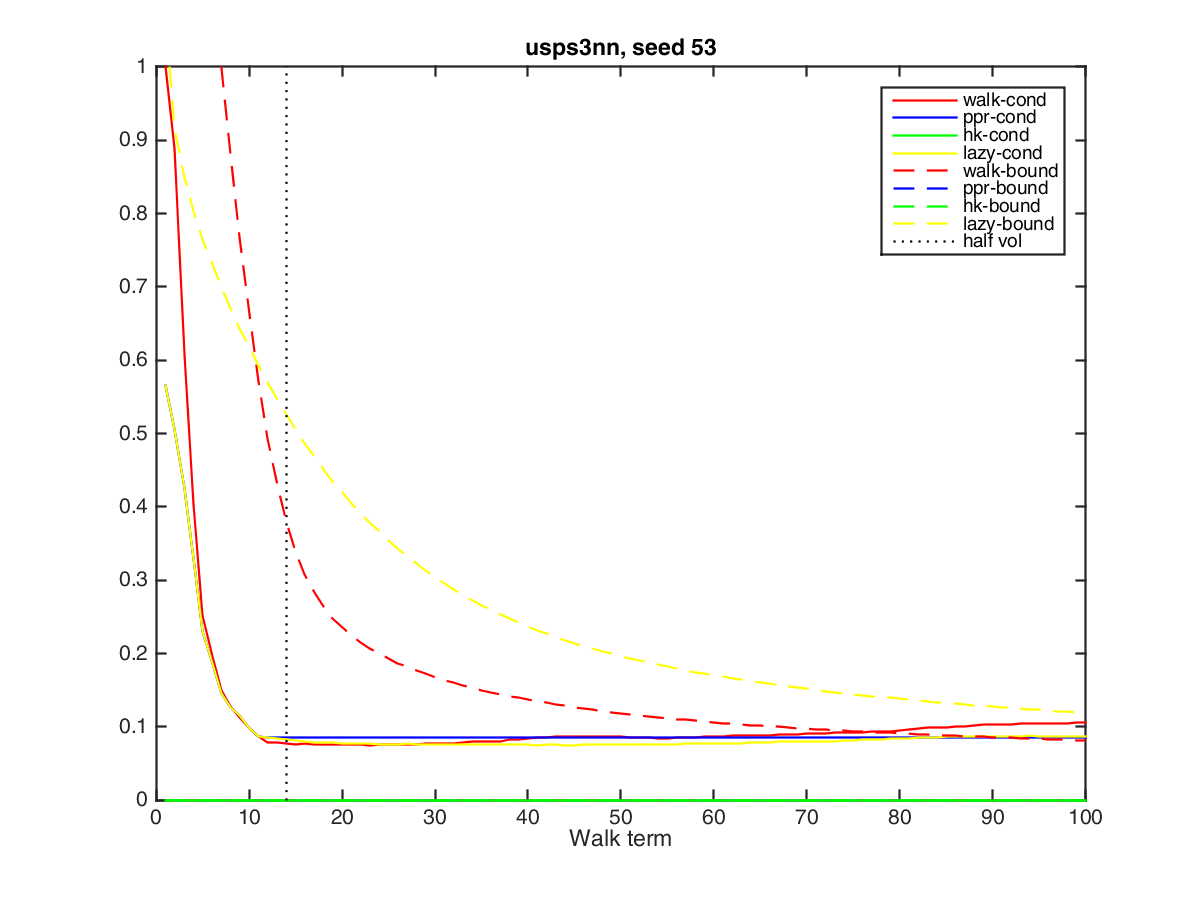 usps3nn, seed 53
1
0.9
0.8
0.7
0.6
0.5
0.4
0.3
0.2
0.1
0
walk-cond
ppr-cond
hk-cond
lazy-cond
walk-bound
ppr-bound
hk-bound
lazy-bound
half vol
0 10 20 30 40 50 60 70 80 90 100
Walk term